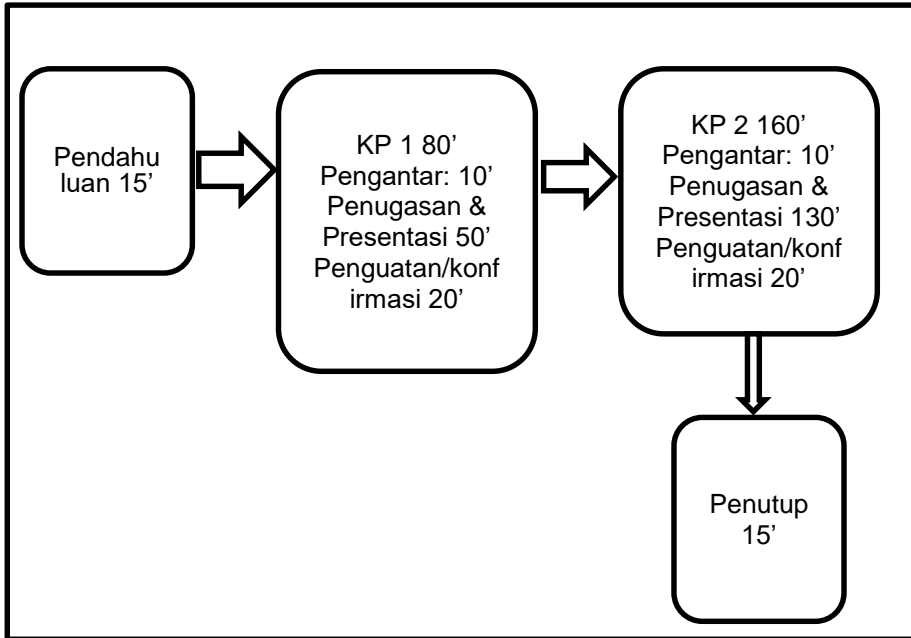 Pendahu
luan 15’
KP 1 80’
Pengantar: 10’
Penugasan &
Presentasi 50’
Penguatan/konf
irmasi 20’
KP 2 160’
Pengantar: 10’
Penugasan &
Presentasi 130’
Penguatan/konf
irmasi 20’
Penutup
15’